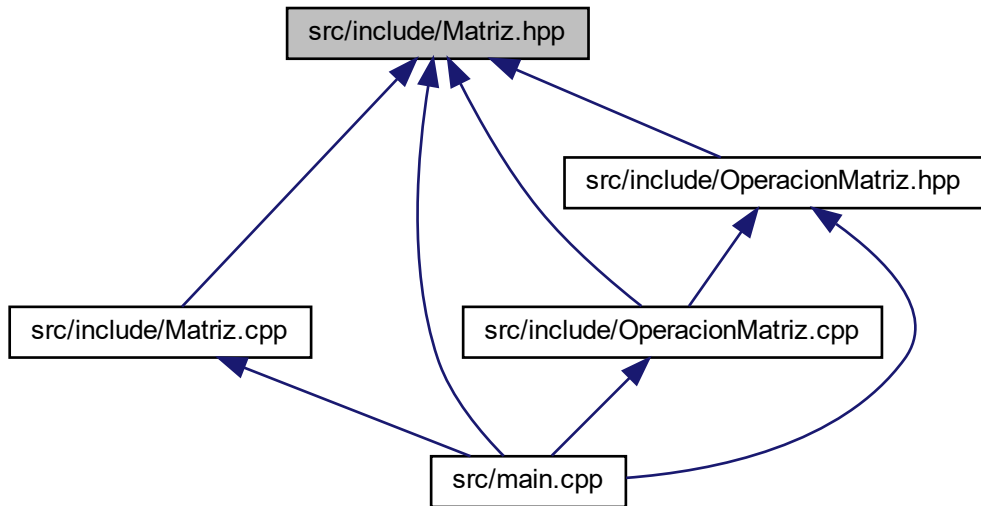 src/include/Matriz.hpp
src/include/OperacionMatriz.hpp
src/include/Matriz.cpp
src/include/OperacionMatriz.cpp
src/main.cpp